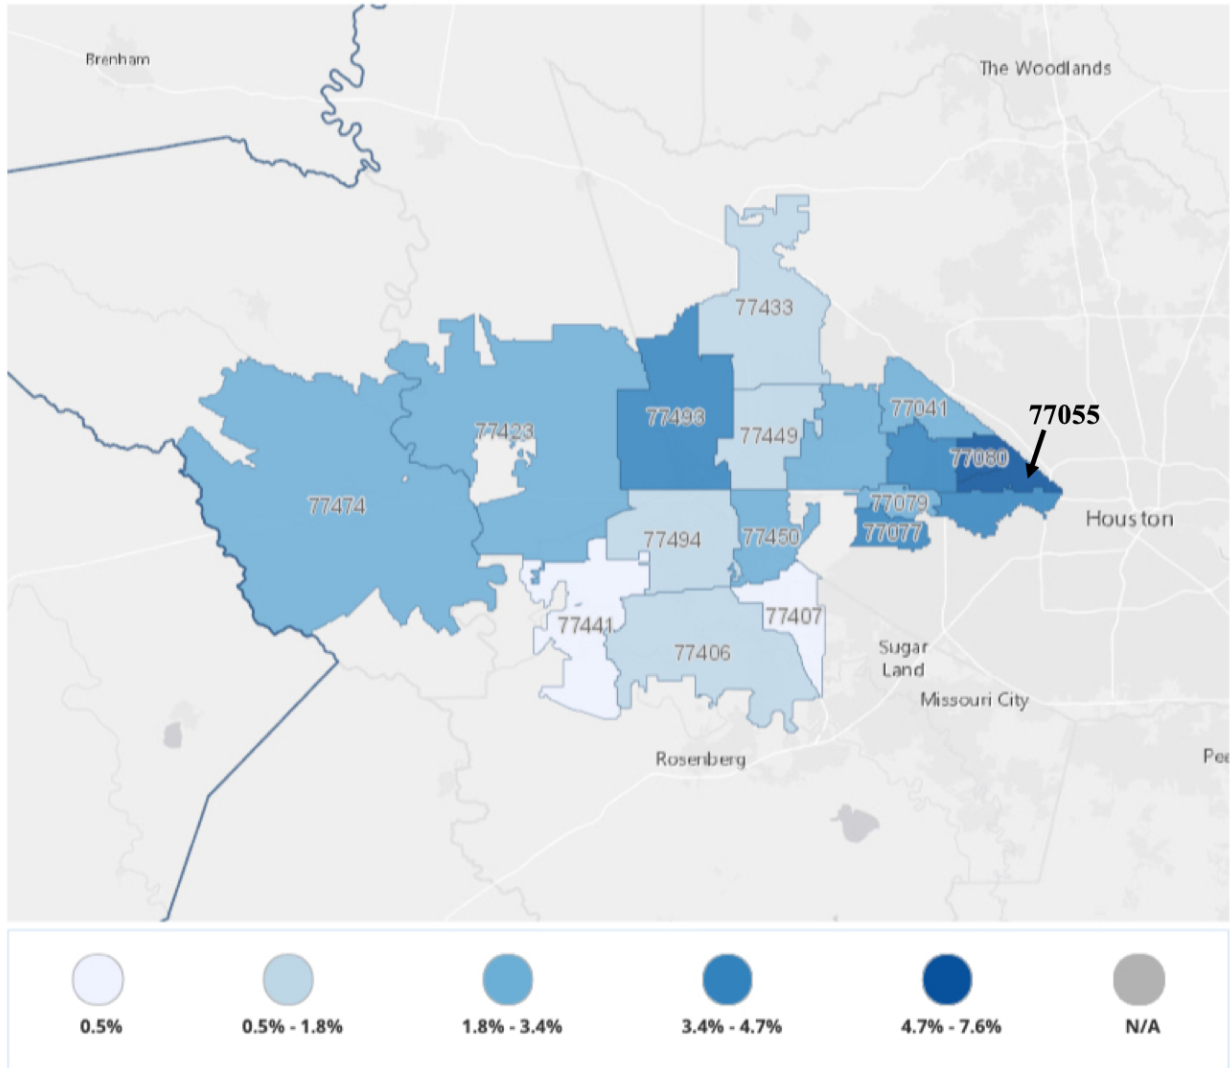 Brenham
The Woodlands
77433
77041
77055
77493
77423
77449
77080
77474
77079
Houston
77494
77450
77077
77441
77407
77406
Sugar
Land
Missouri City
Rosenberg
Pee
0.5%
0.5% - 1.8%
1.8% - 3.4%
3.4% - 4.7%
4.7% - 7.6%
N/A